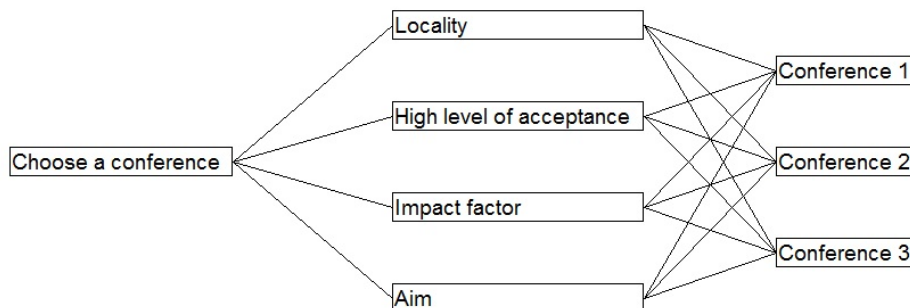 Choose a conference
Locality
High level of acceptance
Impact factor
Aim
Conference 1
Conference 2
Conference 3